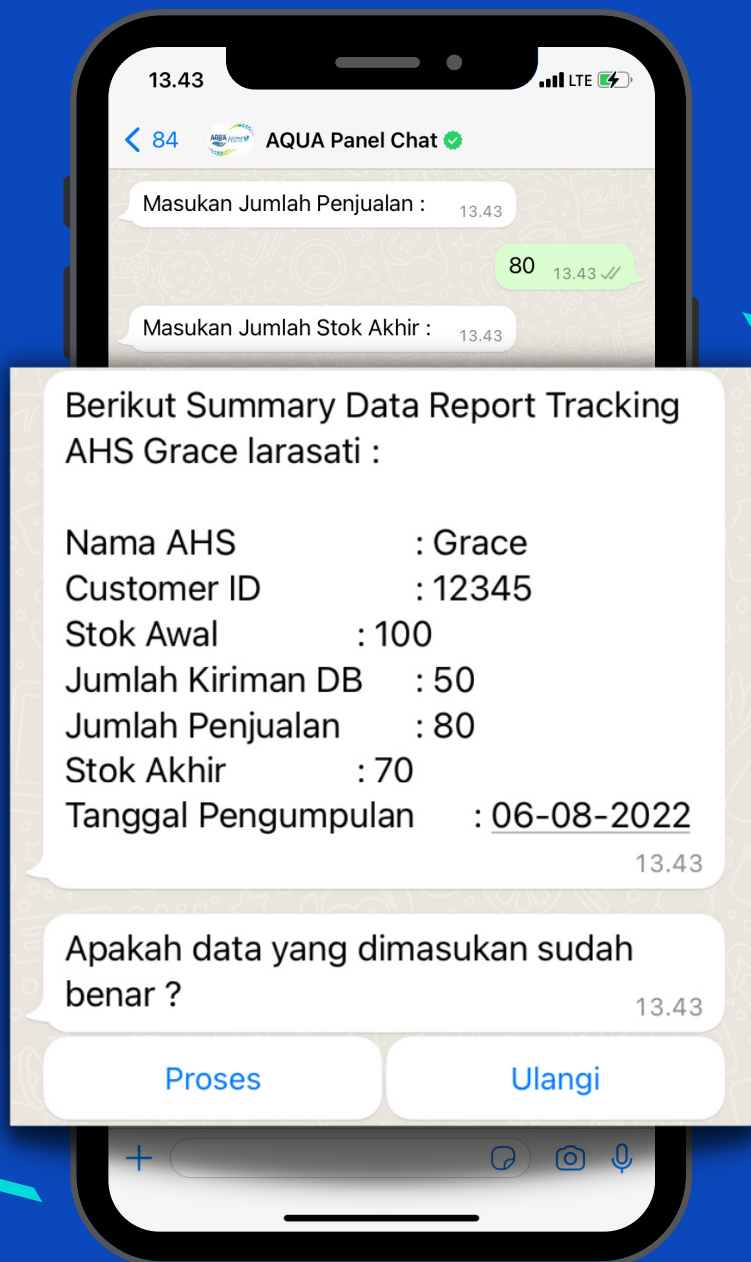 13.43
LTE
84
AQUA
AQUA Panel Chat
Masukan Jumlah Penjualan :
13.43
80
13.43
Masukan Jumlah Stok Akhir :
13.43
Berikut Summary Data Report Tracking
AHS Grace larasati :
Nama AHS : Grace
Customer ID : 12345
Stok Awal : 100
Jumlah Kiriman DB : 50
Jumlah Penjualan : 80
Stok Akhir : 70
Tanggal Pengumpulan : 06-08-2022
13.43
Apakah data yang dimasukan sudah
benar ?
13.43
Proses
Ulangi